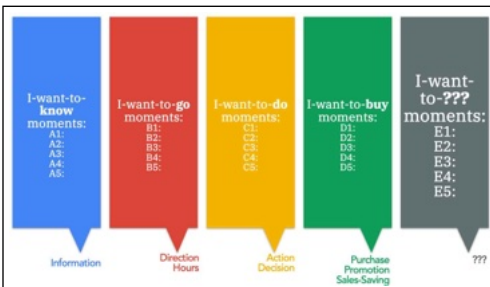 I-want-to-
know
moments:
A1:
A2:
A3:
A4:
A5:
Information
I-want-to-go
moments:
B1:
B2:
B3:
B4:
B5:
Direction
Hours
I-want-to-do
moments:
C1:
C2:
C3:
C4:
C5:
Action
Decision
I-want-to-buy
moments:
D1:
D2:
D3:
D4:
D5:
Purchase
Promotion
Sales-Saving
I-want-
to-???
moments:
E1:
E2:
E3:
E4:
E5:
???